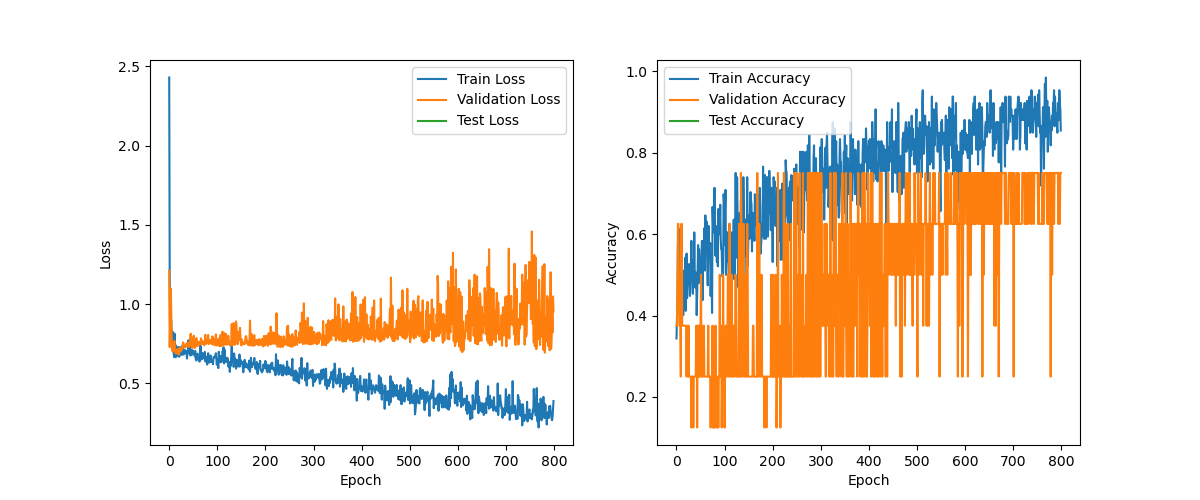 2.5
2.0
1.5
1.0
0.5
Loss
0 100 200 300 400 500 600 700 800
Epoch
Train Loss
Validation Loss
Test Loss
1.0
0.8
0.6
0.4
0.2
Accuracy
0 100 200 300 400 500 600 700 800
Epoch
Train Accuracy
Validation Accuracy
Test Accuracy